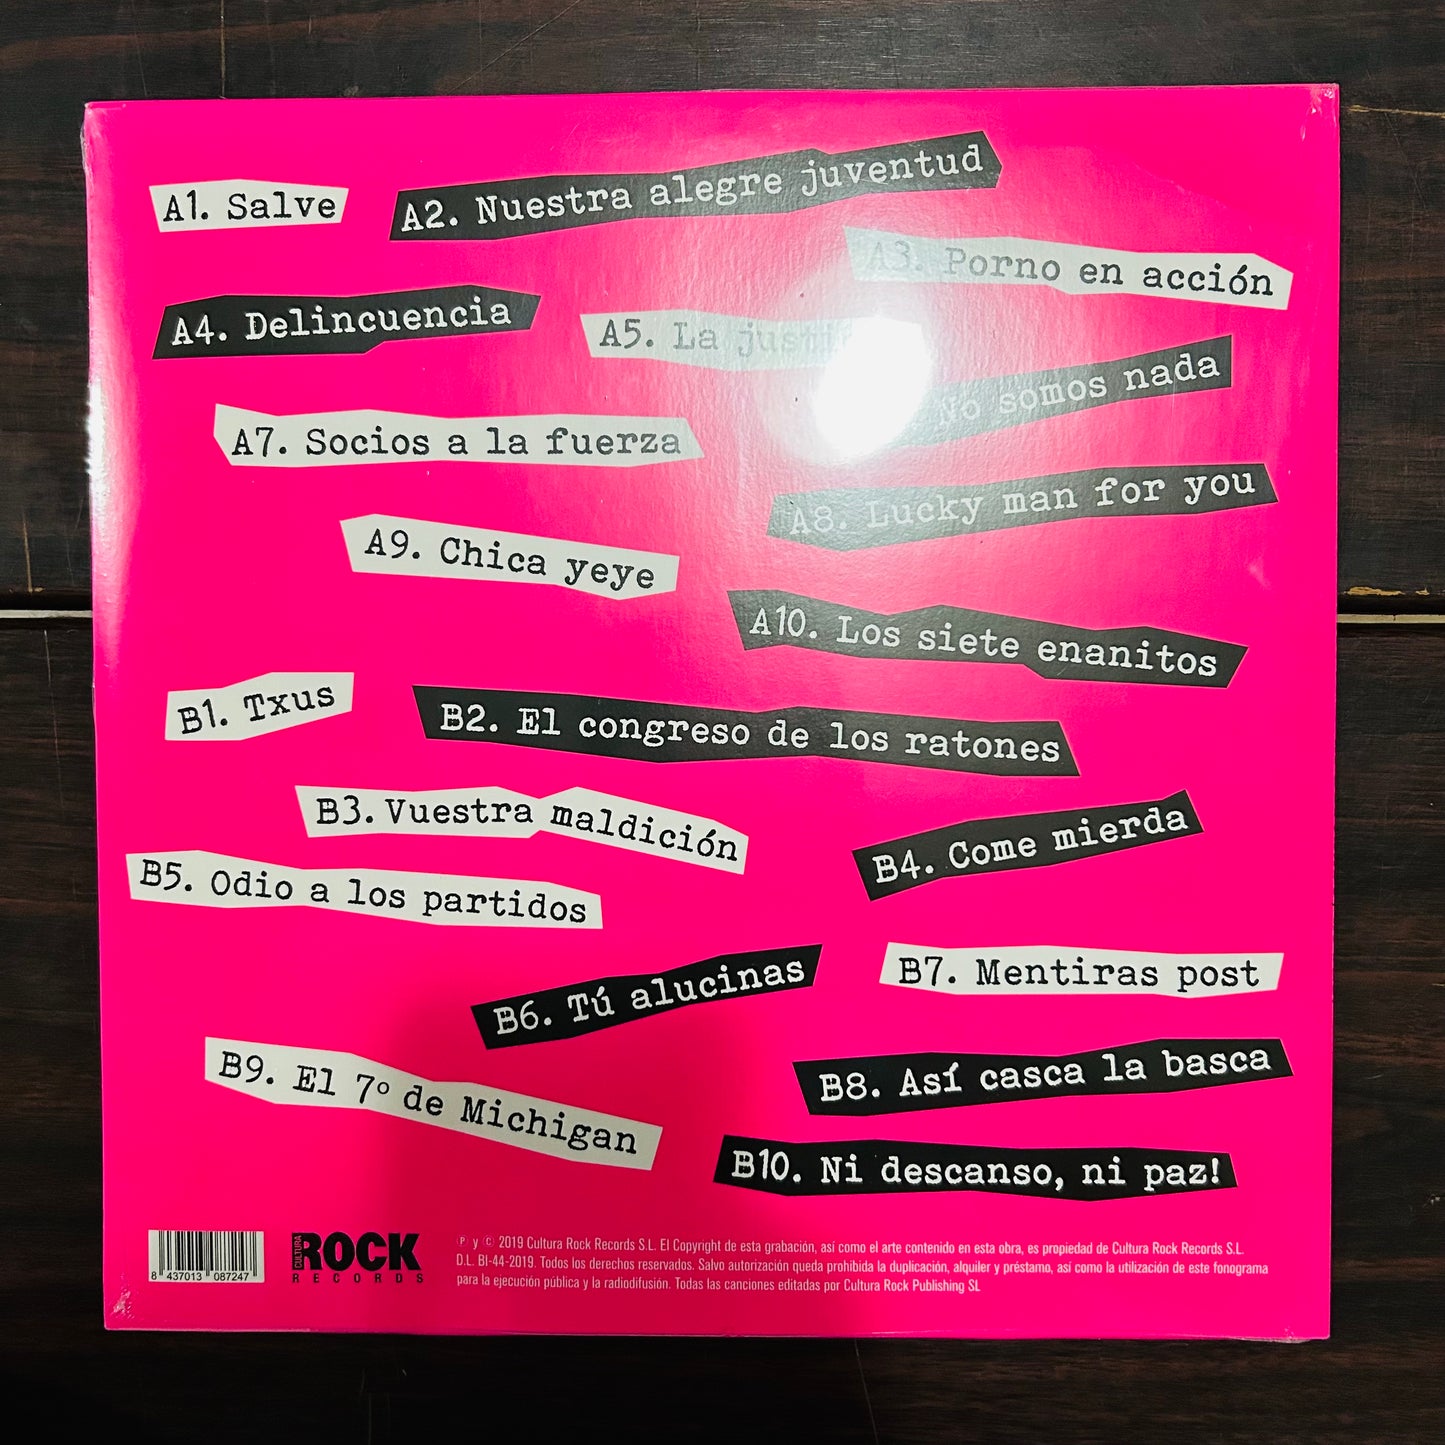 A1. Salve
A2. Nuestra alegre juventud
A3. Porno en acción
A4. Delincuencia
A5. La
No somos nada
A7. Socios a la fuerza
A8. Lucky man for you
A9. Chica yeye
A10. Los siete enanitos
B1. Txus
B2. El congreso de los ratones
B3. Vuestra maldición
B4. Come mierda
B5. Odio a los partidos
B6. Tú alucinas
B7. Mentiras post
B8. Así casca la basca
B9. El 7º de Michigan
B10. Ni descanso, ni paz!
8 437013 087247
CULTURA ROCK
RECORDS
℗ y © 2019 Cultura Rock Records S.L. El Copyright de esta grabación, así como el arte contenido en esta obra, es propiedad de Cultura Rock Records S.L.
D.L. BI-44-2019. Todos los derechos reservados. Salvo autorización queda prohibida la duplicación, alquiler y préstamo, así como la utilización de este fonograma
para la ejecución pública y la radiodifusión. Todas las canciones editadas por Cultura Rock Publishing SL